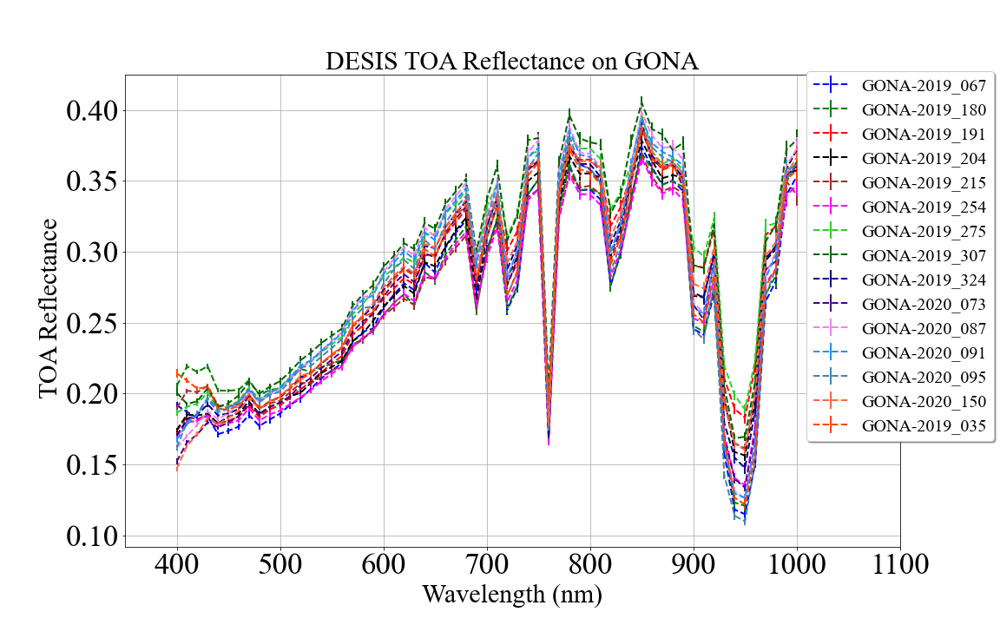 DESIS TOA Reflectance on GONA
TOA Reflectance
0.40
0.35
0.30
0.25
0.20
0.15
0.10
400 500 600 700 800 900 1000 1100
Wavelength (nm)
GONA-2019_067
GONA-2019_180
GONA-2019_191
GONA-2019_204
GONA-2019_215
GONA-2019_254
GONA-2019_275
GONA-2019_307
GONA-2019_324
GONA-2020_073
GONA-2020_087
GONA-2020_091
GONA-2020_095
GONA-2020_150
GONA-2019_035